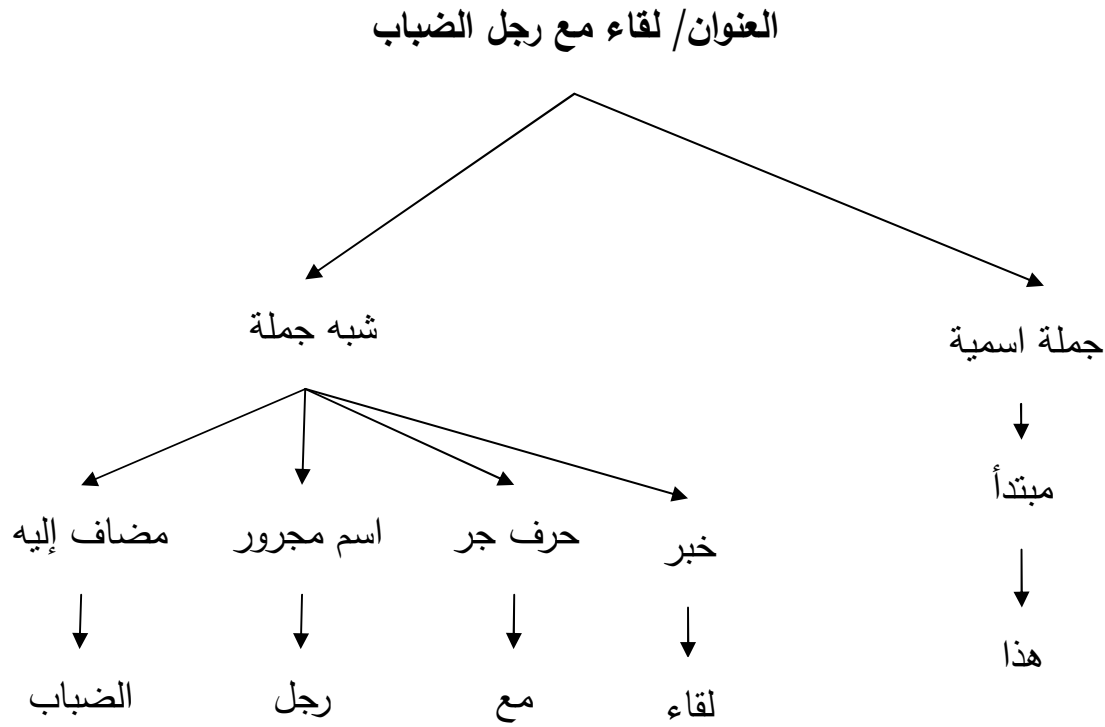 العنوان/ لقاء مع رجل الضباب
جملة اسمية
شبه جملة
مبتدأ
خبر
حرف جر
اسم مجرور
مضاف إليه
هذا
لقاء
مع
رجل
الضباب